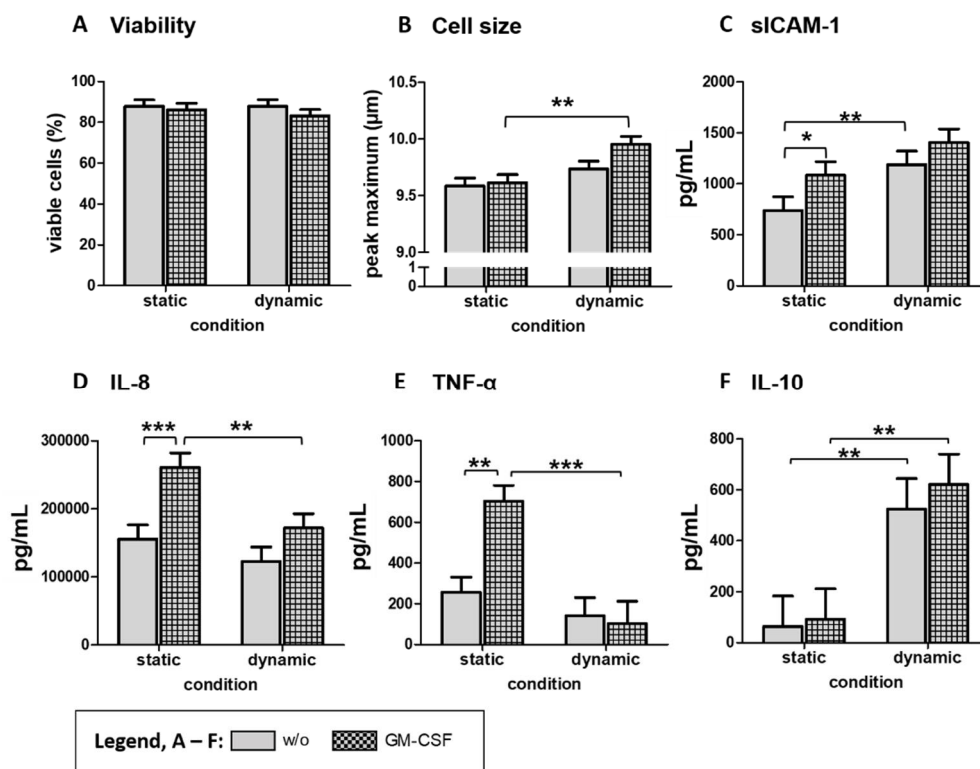 A Viability
B Cell size
C sICAM-1
100
80
60
40
20
0
viable cells (%)
static dynamic
condition
10.5
10.0
9.5
9.0
1
0
peak maximum (µm)
**
static dynamic
condition
2000
1500
1000
500
0
pg/mL
**
*
static dynamic
condition
D IL-8
E TNF-α
F IL-10
300000
200000
100000
0
pg/mL
*** **
static dynamic
condition
1000
800
600
400
200
0
pg/mL
** ***
static dynamic
condition
800
600
400
200
0
pg/mL
**
**
static dynamic
condition
Legend, A – F: w/o GM-CSF